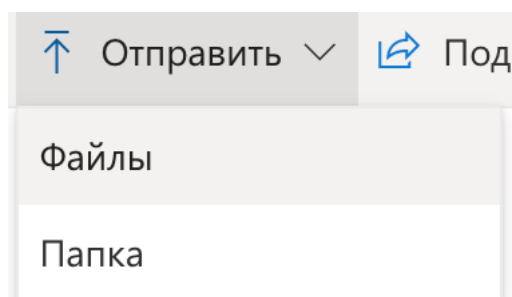 Отправить Под
Файлы
Папка